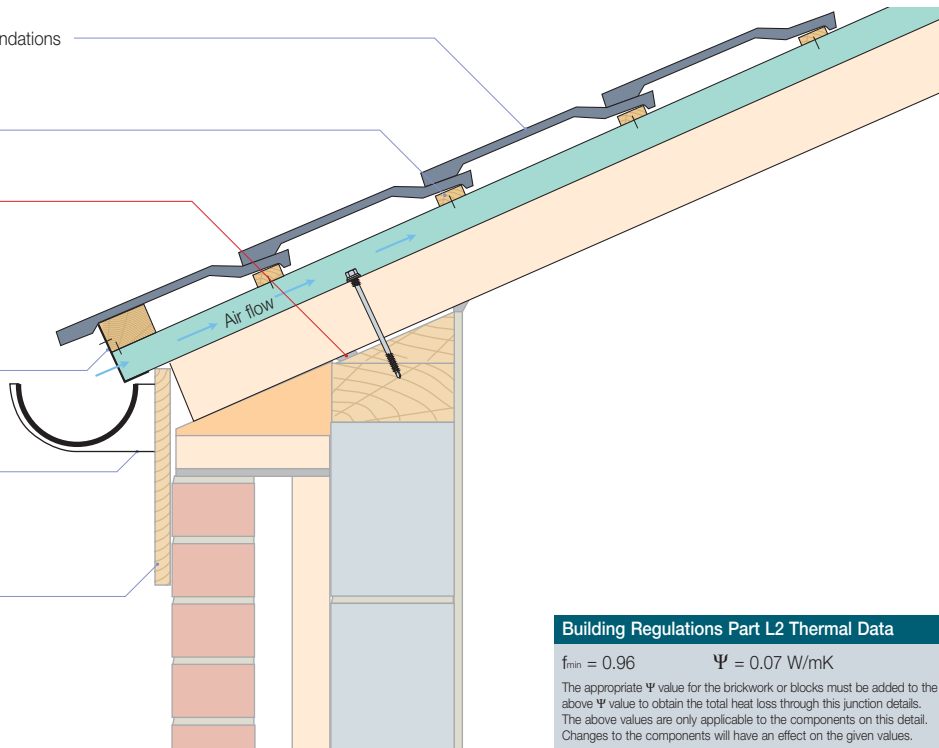 ndations
Air flow
Building Regulations Part L2 Thermal Data
fmin = 0.96 Ψ = 0.07 W/mK
The appropriate Ψ value for the brickwork or blocks must be added to the
above Ψ value to obtain the total heat loss through this junction details.
The above values are only applicable to the components on this detail.
Changes to the components will have an effect on the given values.